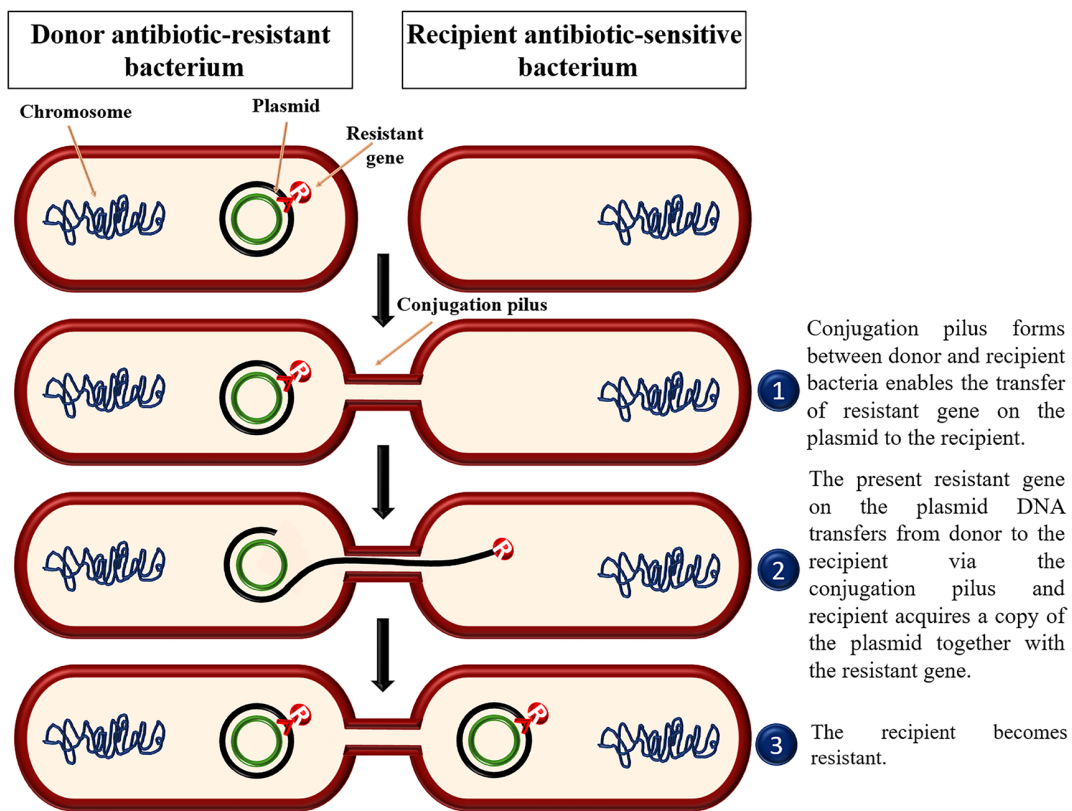 Donor antibiotic-resistant
bacterium
Recipient antibiotic-sensitive
bacterium
Chromosome
Plasmid
Resistant
gene
R
Conjugation pilus
R
1
Conjugation pilus forms
between donor and recipient
bacteria enables the transfer
of resistant gene on the
plasmid to the recipient.
R
2
The present resistant gene
on the plasmid DNA
transfers from donor to the
recipient via the
conjugation pilus and
recipient acquires a copy of
the plasmid together with
the resistant gene.
R
R
3
The recipient becomes
resistant.